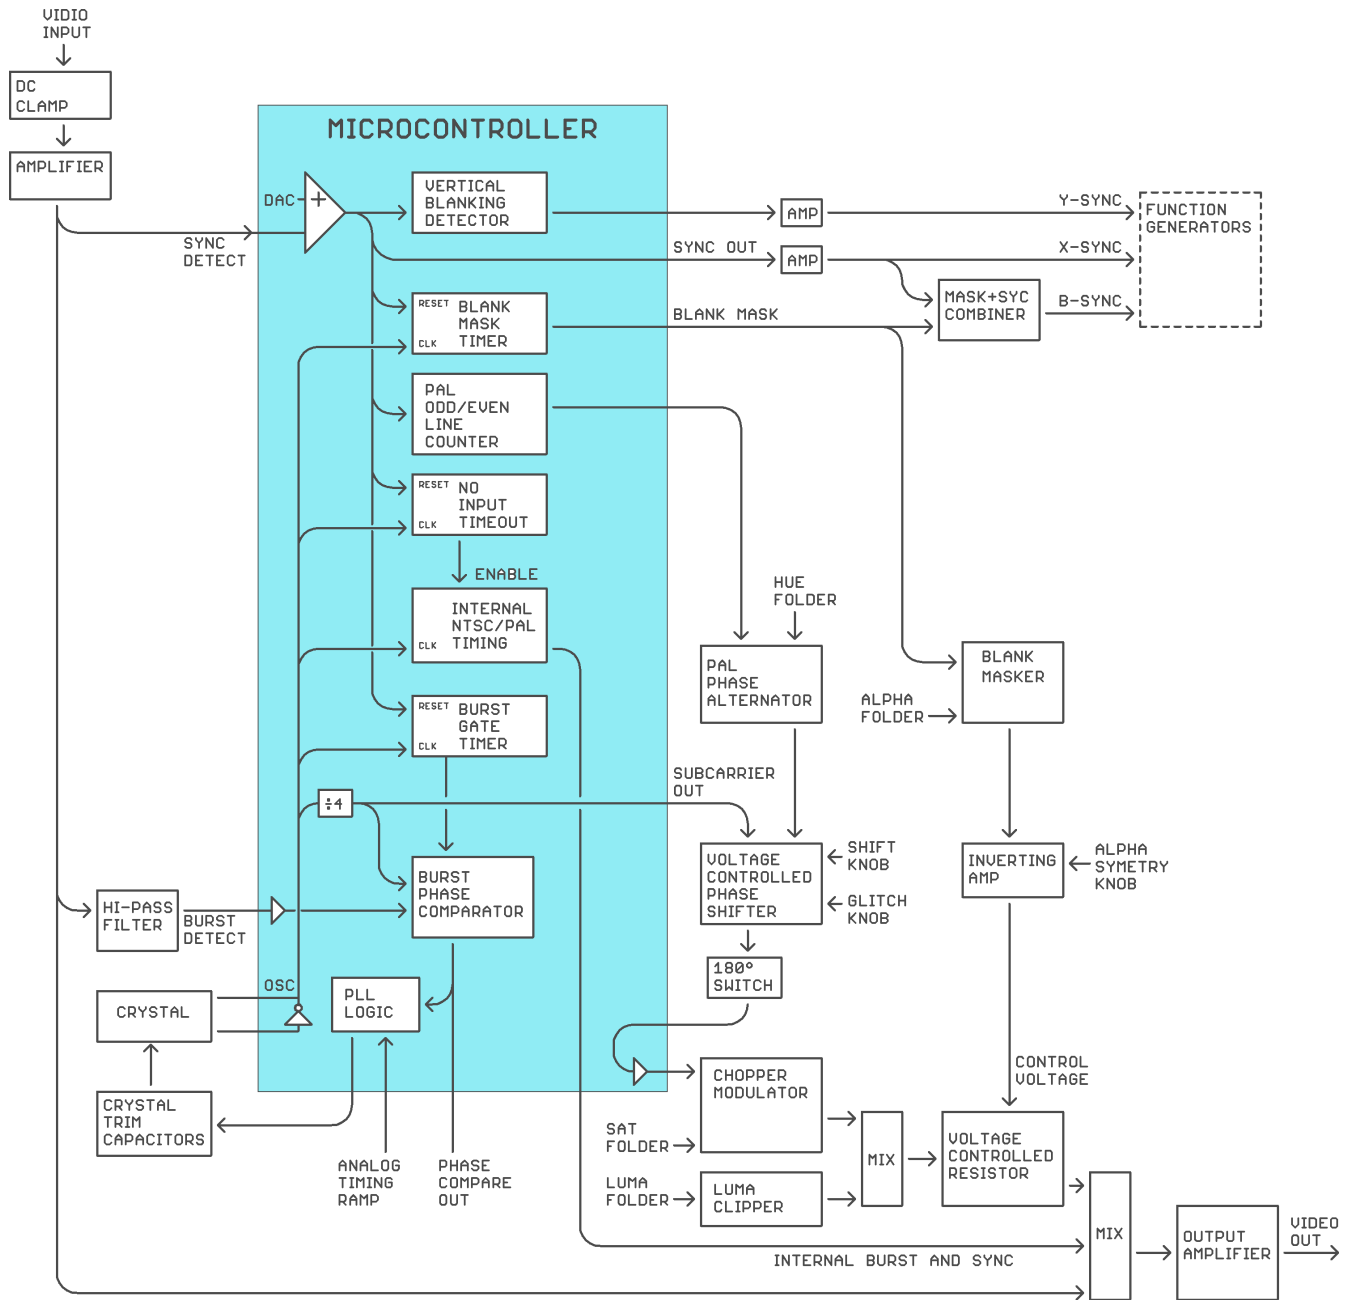 VIDIO
INPUT
DC
CLAMP
AMPLIFIER
MICROCONTROLLER
DAC
+
SYNC
DETECT
VERTICAL
BLANKING
DETECTOR
AMP
Y-SYNC
FUNCTION
GENERATORS
SYNC OUT
AMP
X-SYNC
RESET BLANK
MASK
CLK TIMER
BLANK MASK
MASK+SYC
COMBINER
B-SYNC
PAL
ODD/EVEN
LINE
COUNTER
RESET NO
INPUT
CLK TIMEOUT
ENABLE
INTERNAL
NTSC/PAL
CLK TIMING
HUE
FOLDER
PAL
PHASE
ALTERNATOR
BLANK
MASKER
ALPHA
FOLDER
RESET BURST
GATE
CLK TIMER
÷4
SUBCARRIER
OUT
BURST
PHASE
COMPARATOR
VOLTAGE
CONTROLLED
PHASE
SHIFTER
SHIFT
KNOB
GLITCH
KNOB
INVERTING
AMP
ALPHA
SYMETRY
KNOB
HI-PASS
FILTER
BURST
DETECT
180°
SWITCH
OSC
CRYSTAL
PLL
LOGIC
CRYSTAL
TRIM
CAPACITORS
CHOPPER
MODULATOR
CONTROL
VOLTAGE
SAT
FOLDER
MIX
VOLTAGE
CONTROLLED
RESISTOR
ANALOG
TIMING
RAMP
PHASE
COMPARE
OUT
LUMA
FOLDER
LUMA
CLIPPER
MIX
INTERNAL BURST AND SYNC
OUTPUT
AMPLIFIER
VIDEO
OUT